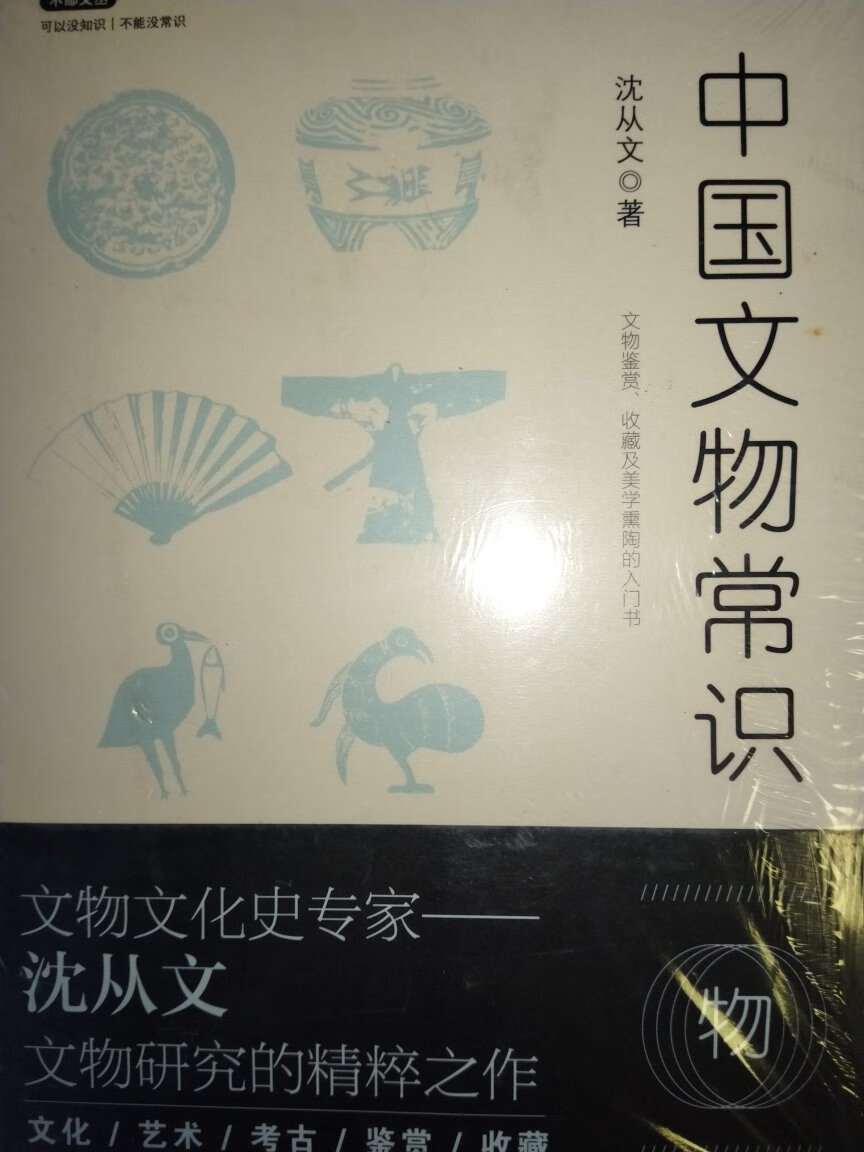 可以没知识 | 不能没常识
中国文物常识
沈从文◎著
文物鉴赏、收藏及美学熏陶的入门书
文物文化史专家——
沈从文
文物研究的精粹之作
物
文化 / 艺术 / 考古 / 鉴赏 / 收藏